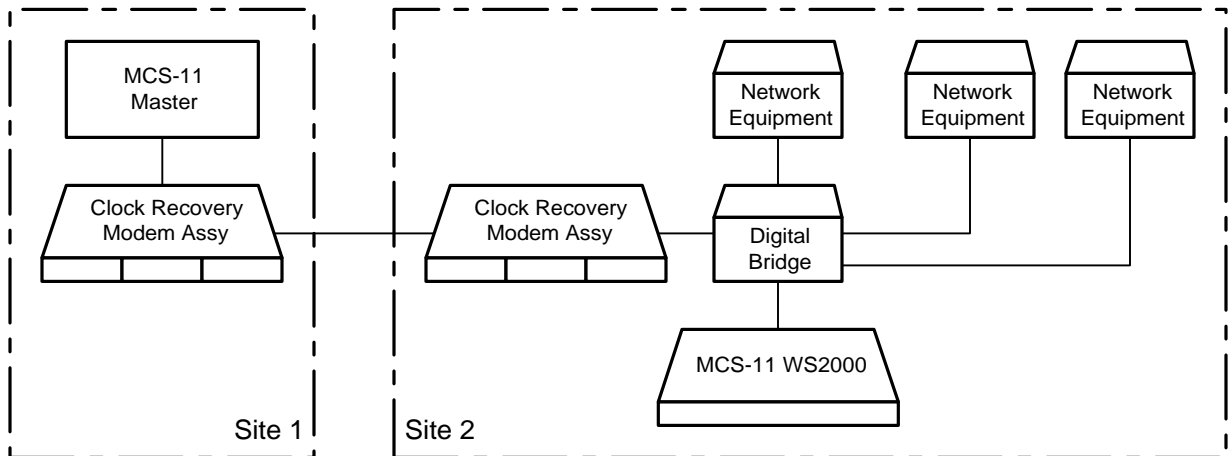 MCS-11
Master
Clock Recovery
Modem Assy
Site 1
Network
Equipment
Network
Equipment
Network
Equipment
Clock Recovery
Modem Assy
Digital
Bridge
MCS-11 WS2000
Site 2